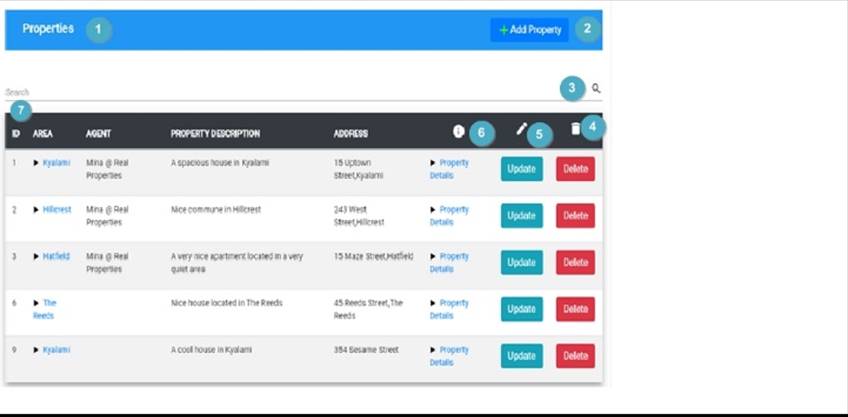 Properties 1 + Add Property 2
Search 3
7
ID AREA AGENT PROPERTY DESCRIPTION ADDRESS 6 5 4
1 Kyalami Mina @ Real A spacious house in Kyalami 15 Uptown Property Update Delete
Properties Street,Kyalami Details
2 Hillcrest Mina @ Real Nice commune in Hillcrest 243 West Property Update Delete
Properties Street,Hillcrest Details
3 Hatfield Mina @ Real A very nice apartment located in a very 15 Maze Street,Hatfield Property Update Delete
Properties quiet area Details
6 The Nice house located in The Reeds 45 Reeds Street,The Property Update Delete
Reeds Reeds Details
9 Kyalami A cool house in Kyalami 354 Sesame Street Property Update Delete
Details